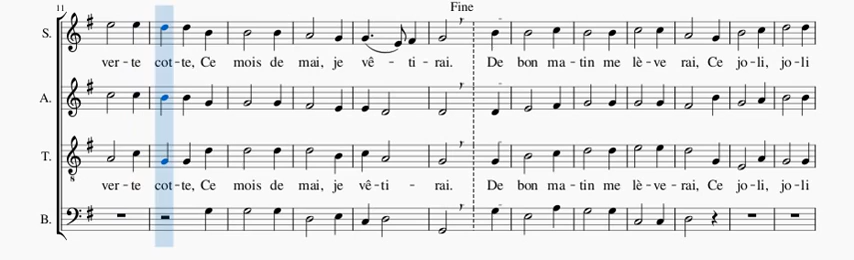 11
Fine
S.
ver - te cot - te, Ce mois de mai, je vê - ti - rai. De bon ma - tin me lè - ve rai, Ce jo - li, jo - li
A.
T.
ver - te cot - te, Ce mois de mai, je vê - ti - rai. De bon ma - tin me lè - ve - rai, Ce jo - li, jo - li
B.